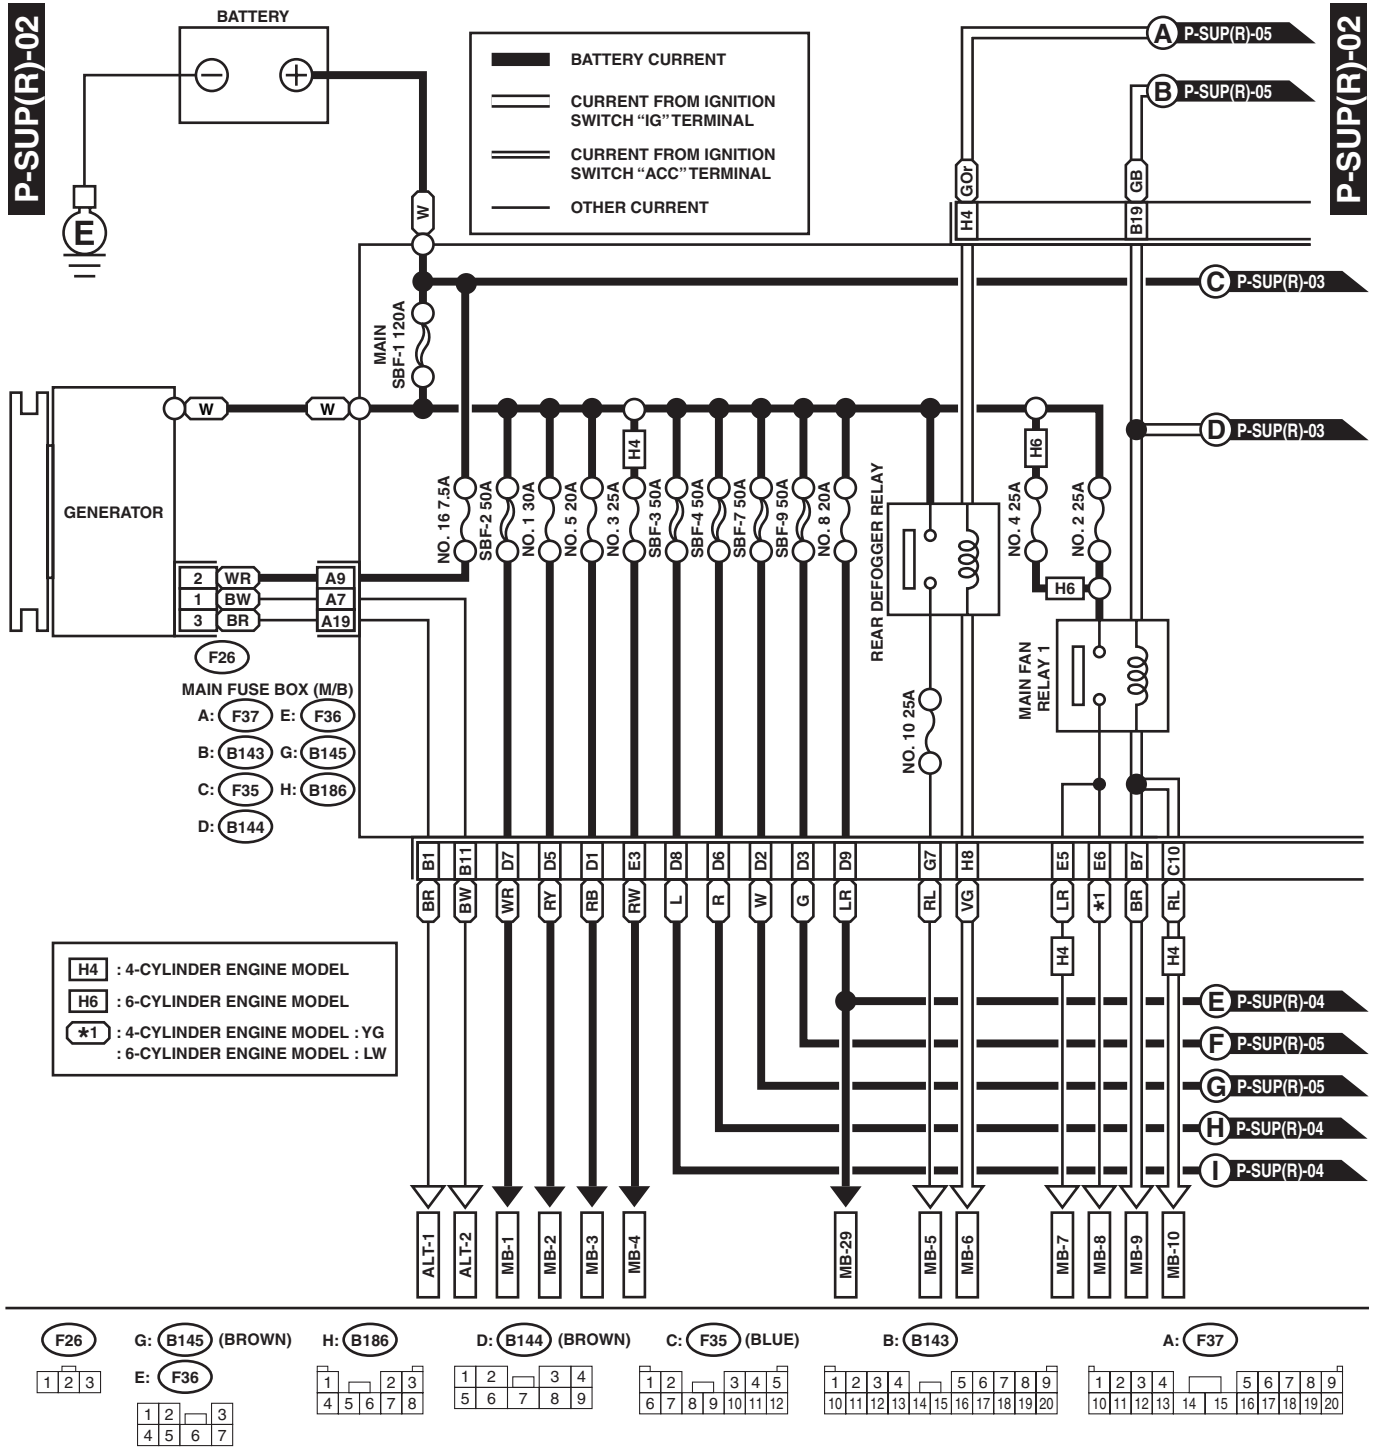 P-SUP(R)-02
BATTERY
−
+
BATTERY CURRENT
CURRENT FROM IGNITION
SWITCH “IG” TERMINAL
CURRENT FROM IGNITION
SWITCH “ACC” TERMINAL
OTHER CURRENT
A P-SUP(R)-05
B P-SUP(R)-05
P-SUP(R)-02
E
W
GOr
GB
H4
B19
C P-SUP(R)-03
MAIN
SBF-1 120A
W W
D P-SUP(R)-03
GENERATOR
H4
H6
NO. 16 7.5A
SBF-2 50A
NO. 1 30A
NO. 5 20A
NO. 3 25A
SBF-3 50A
SBF-4 50A
SBF-7 50A
SBF-9 50A
NO. 8 20A
REAR DEFOGGER RELAY
NO. 4 25A
NO. 2 25A
H6
2 WR A9
1 BW A7
3 BR A19
F26
MAIN FUSE BOX (M/B)
A: F37 E: F36
B: B143 G: B145
C: F35 H: B186
D: B144
NO. 10 25A
MAIN FAN
RELAY 1
B1 B11 D7 D5 D1 E3 D8 D6 D2 D3 D9 G7 H8 E5 E6 B7 C10
BR BW WR RY RB RW L R W G LR RL VG LR *1 BR RL
H4 H4
H4 : 4-CYLINDER ENGINE MODEL
H6 : 6-CYLINDER ENGINE MODEL
*1 : 4-CYLINDER ENGINE MODEL : YG
: 6-CYLINDER ENGINE MODEL : LW
E P-SUP(R)-04
F P-SUP(R)-05
G P-SUP(R)-05
H P-SUP(R)-04
I P-SUP(R)-04
ALT-1 ALT-2 MB-1 MB-2 MB-3 MB-4 MB-29 MB-5 MB-6 MB-7 MB-8 MB-9 MB-10
F26
1 2 3
G: B145 (BROWN)
E: F36
1 2 3
4 5 6 7
H: B186
1 2 3
4 5 6 7 8
D: B144 (BROWN)
1 2 3 4
5 6 7 8 9
C: F35 (BLUE)
1 2 3 4 5
6 7 8 9 10 11 12
B: B143
1 2 3 4 5 6 7 8 9
10 11 12 13 14 15 16 17 18 19 20
A: F37
1 2 3 4 5 6 7 8 9
10 11 12 13 14 15 16 17 18 19 20